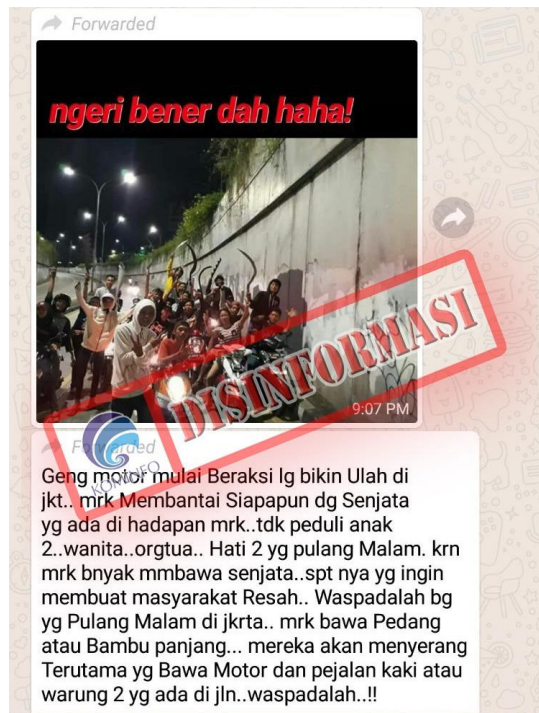 Forwarded
ngeri bener dah haha!
9:07 PM
DISINFORMASI
KOMINFO
Forwarded
Geng motor mulai Beraksi lg bikin Ulah di
jkt.. mrk Membantai Siapapun dg Senjata
yg ada di hadapan mrk..tdk peduli anak
2..wanita..orgtua.. Hati 2 yg pulang Malam. krn
mrk bnyak mmbawa senjata..spt nya yg ingin
membuat masyarakat Resah.. Waspadalah bg
yg Pulang Malam di jkrta.. mrk bawa Pedang
atau Bambu panjang... mereka akan menyerang
Terutama yg Bawa Motor dan pejalan kaki atau
warung 2 yg ada di jln..waspadalah..!!